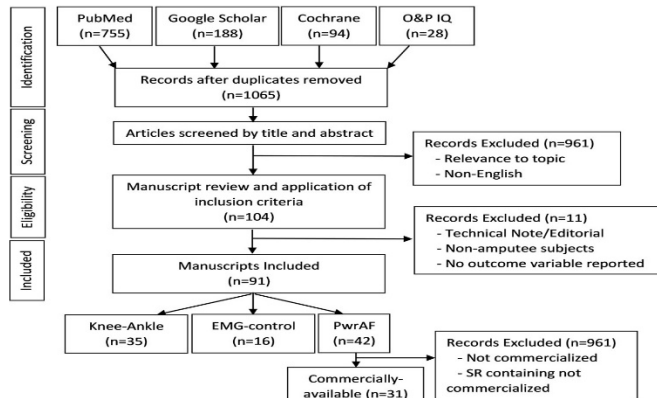 PubMed
(n=755)
Google Scholar
(n=188)
Cochrane
(n=94)
O&P IQ
(n=28)
Identification
Records after duplicates removed
(n=1065)
Screening
Articles screened by title and abstract
Records Excluded (n=961)
- Relevance to topic
- Non-English
Eligibility
Manuscript review and application of
inclusion criteria
(n=104)
Records Excluded (n=11)
- Technical Note/Editorial
- Non-amputee subjects
- No outcome variable reported
Included
Manuscripts Included
(n=91)
Knee-Ankle
(n=35)
EMG-control
(n=16)
PwrAF
(n=42)
Records Excluded (n=961)
- Not commercialized
- SR containing not
commercialized
Commercially-
available (n=31)